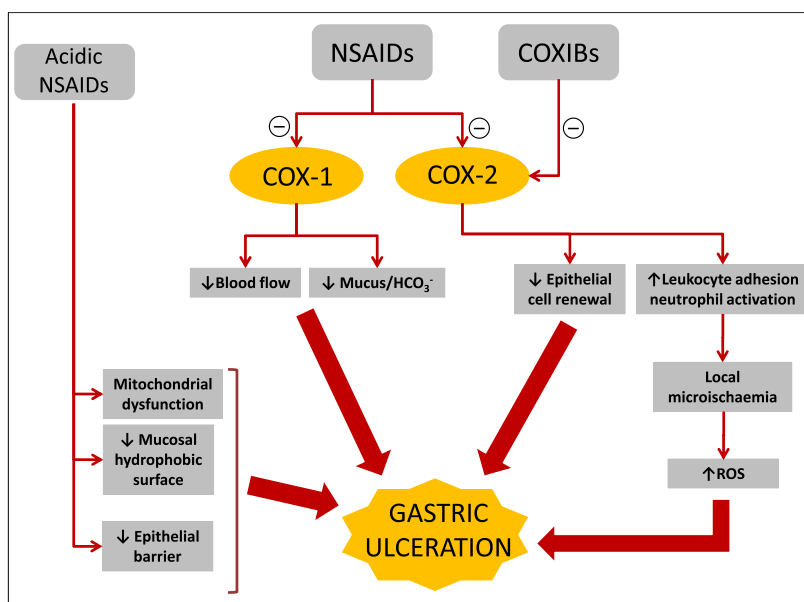 Acidic
NSAIDs
NSAIDs
COXIBs
⊖
⊖
⊖
COX-1
COX-2
↓Blood flow
↓ Mucus/HCO₃⁻
↓ Epithelial
cell renewal
↑Leukocyte adhesion
neutrophil activation
Mitochondrial
dysfunction
↓ Mucosal
hydrophobic
surface
↓ Epithelial
barrier
Local
microischaemia
↑ROS
GASTRIC
ULCERATION